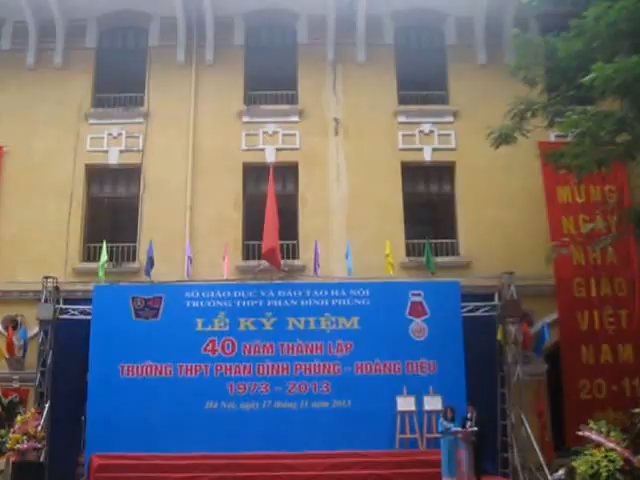 SỞ GIÁO DỤC VÀ ĐÀO TẠO HÀ NỘI
TRƯỜNG THPT PHAN ĐÌNH PHÙNG
LỄ KỶ NIỆM
40 NĂM THÀNH LẬP
TRƯỜNG THPT PHAN ĐÌNH PHÙNG - HOÀNG DIỆU
1973 - 2013
Hà Nội, ngày 17 tháng 11 năm 2013
MỪNG
NGÀY
NHÀ
GIÁO
VIỆT
NAM
20-11